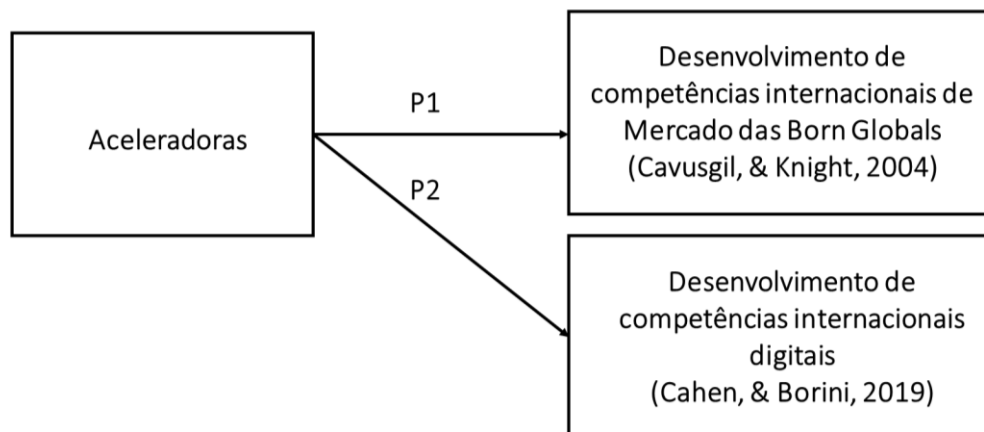 Aceleradoras
P1
P2
Desenvolvimento de
competências internacionais de
Mercado das Born Globals
(Cavusgil, & Knight, 2004)
Desenvolvimento de
competências internacionais
digitais
(Cahen, & Borini, 2019)